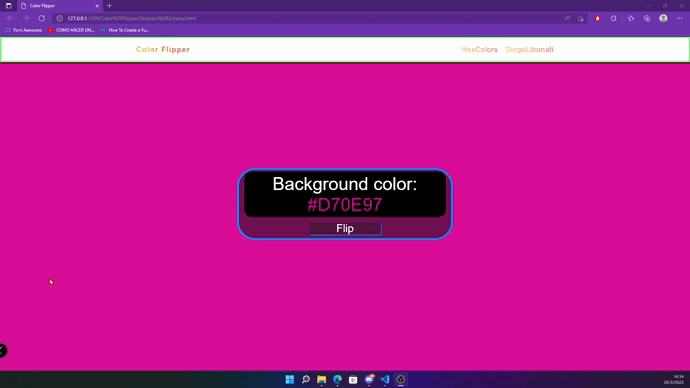 Color Flipper
127.0.0.1:5500/Color%20Flipper/Solucion%202/index.html
Font Awesome
COMO HACER UN...
How To Create a Fu...
Color Flipper
HexColors
DiegoLibonati
Background color:
#D70E97
Flip
14:54
26/3/2022